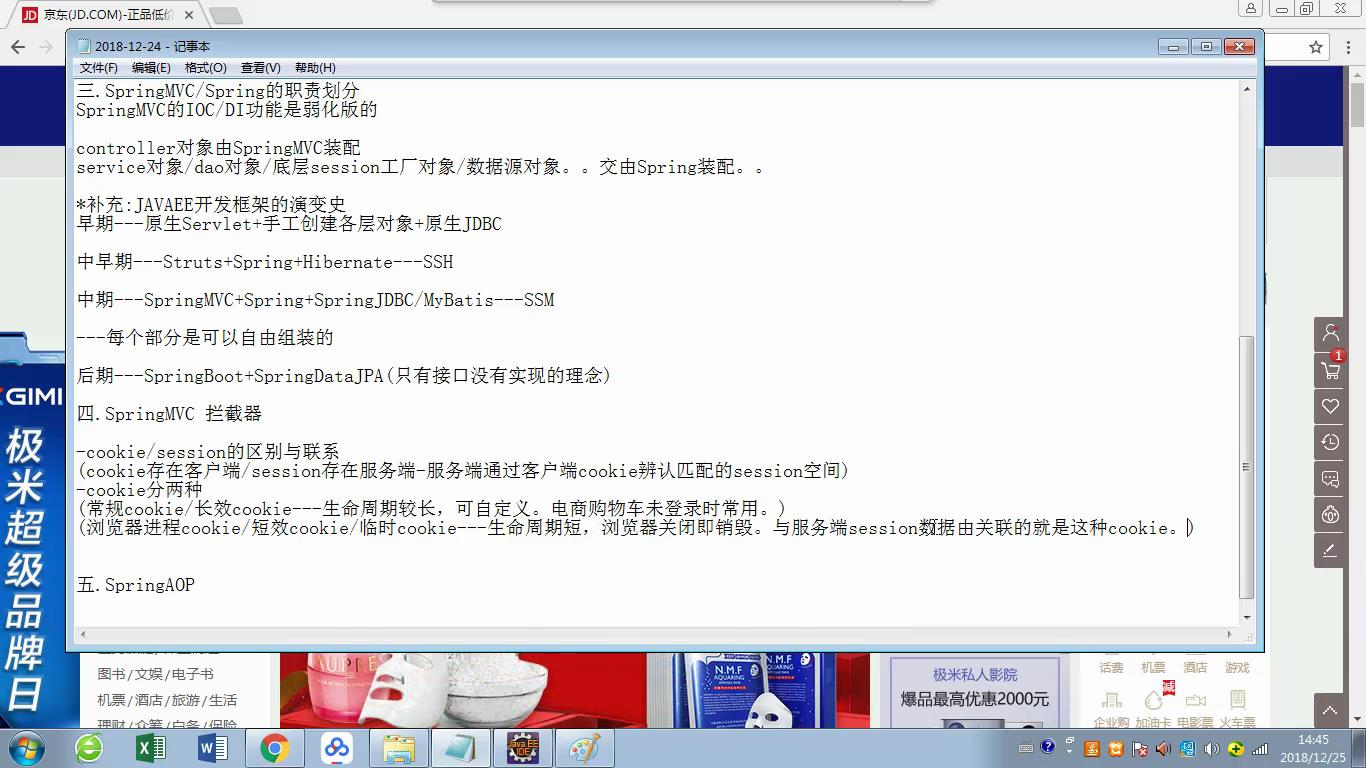 京东(JD.COM)-正品低价
2018-12-24 - 记事本
文件(F) 编辑(E) 格式(O) 查看(V) 帮助(H)
三.SpringMVC/Spring的职责划分
SpringMVC的IOC/DI功能是弱化版的
controller对象由SpringMVC装配
service对象/dao对象/底层session工厂对象/数据源对象。。交由Spring装配。。
*补充:JAVAEE开发框架的演变史
早期---原生Servlet+手工创建各层对象+原生JDBC
中早期---Struts+Spring+Hibernate---SSH
中期---SpringMVC+Spring+SpringJDBC/MyBatis---SSM
---每个部分是可以自由组装的
后期---SpringBoot+SpringDataJPA(只有接口没有实现的理念)
四.SpringMVC 拦截器
-cookie/session的区别与联系
(cookie存在客户端/session存在服务端-服务端通过客户端cookie辨认匹配的session空间)
-cookie分两种
(常规cookie/长效cookie---生命周期较长，可自定义。电商购物车未登录时常用。)
(浏览器进程cookie/短效cookie/临时cookie---生命周期短，浏览器关闭即销毁。与服务端session数据由关联的就是这种cookie。)
五.SpringAOP
GIMI
极米超级品牌日
1
图书/文娱/电子书
机票/酒店/旅游/生活
理财/众筹/白条/保险
N.M.F
AQUARING
N.M.F
AQUARING
极米私人影院
爆品最高优惠2000元
话费 机票 酒店 游戏
减
企业购 加油卡 电影票 火车票
Java EE
IDE
14:45
2018/12/25